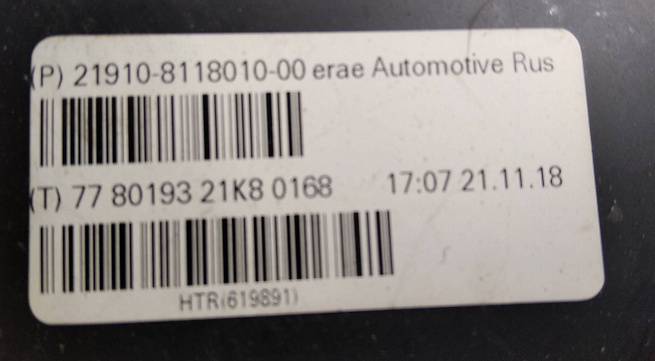 (P) 21910-8118010-00 erae Automotive Rus
(T) 77 80193 21K8 0168 17:07 21.11.18
HTR(619891)